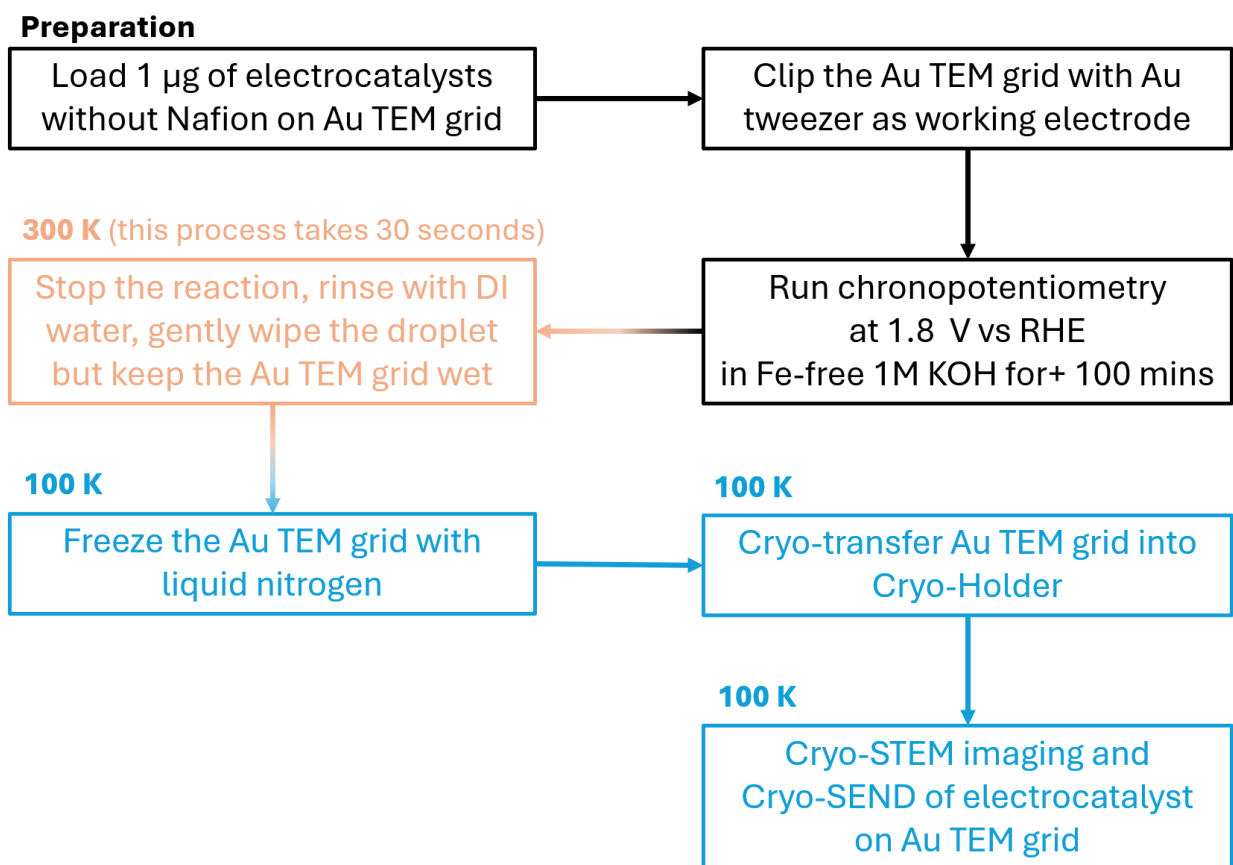 Preparation
Load 1 µg of electrocatalysts
without Nafion on Au TEM grid
Clip the Au TEM grid with Au
tweezer as working electrode
Run chronopotentiometry
at 1.8  V vs RHE
in Fe-free 1M KOH for+ 100 mins
300 K (this process takes 30 seconds)
Stop the reaction, rinse with DI
water, gently wipe the droplet
but keep the Au TEM grid wet
100 K
Freeze the Au TEM grid with
liquid nitrogen
100 K
Cryo-transfer Au TEM grid into
Cryo-Holder
100 K
Cryo-STEM imaging and
Cryo-SEND of electrocatalyst
on Au TEM grid